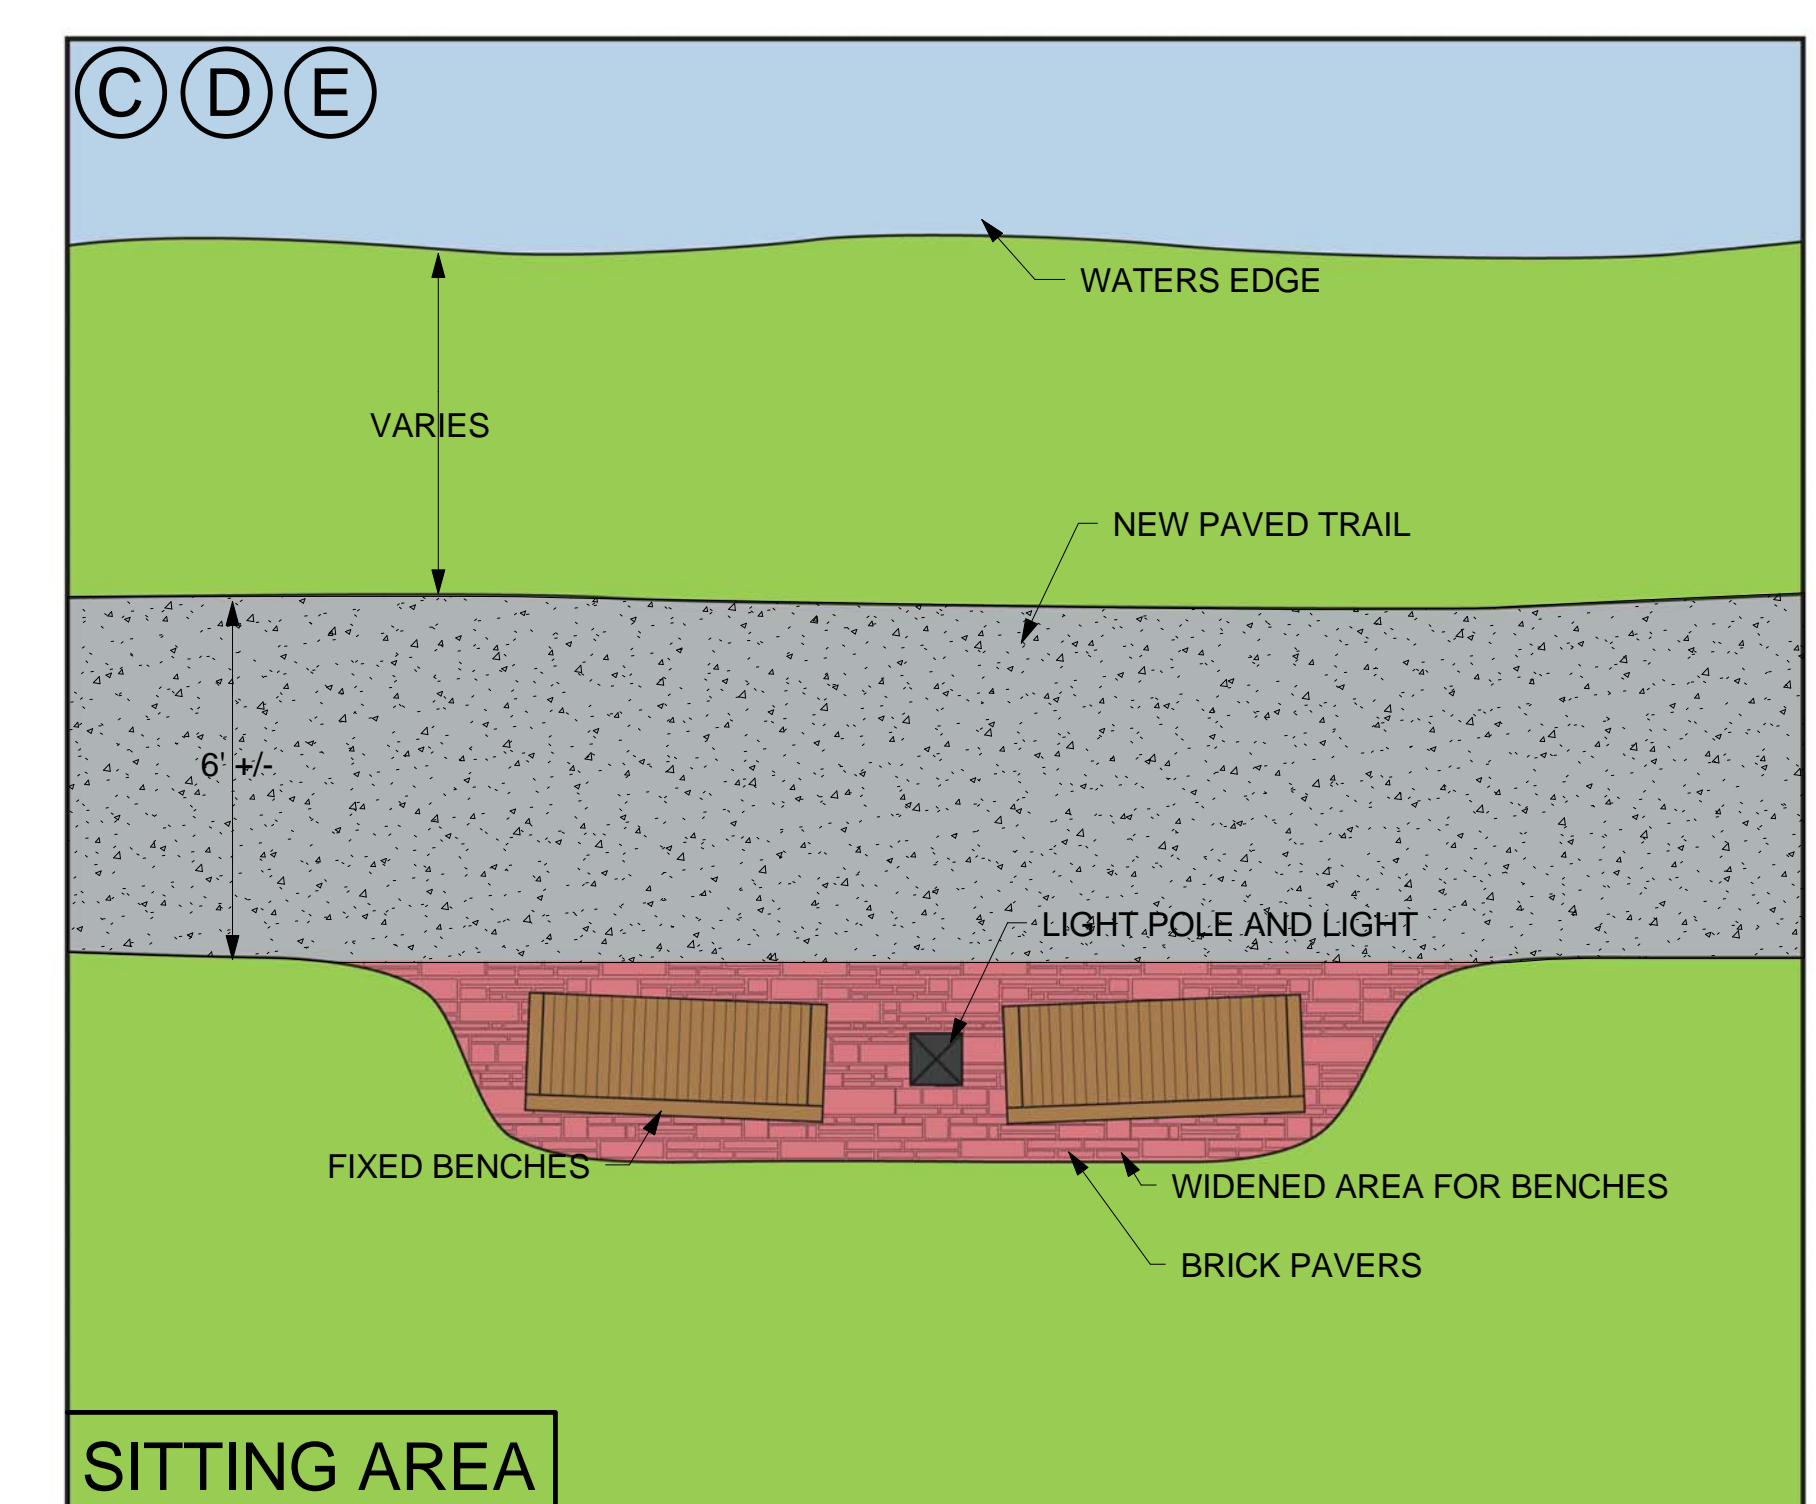 C D E
WATERS EDGE
VARIES
NEW PAVED TRAIL
6' +/-
LIGHT POLE AND LIGHT
FIXED BENCHES
WIDENED AREA FOR BENCHES
BRICK PAVERS
SITTING AREA